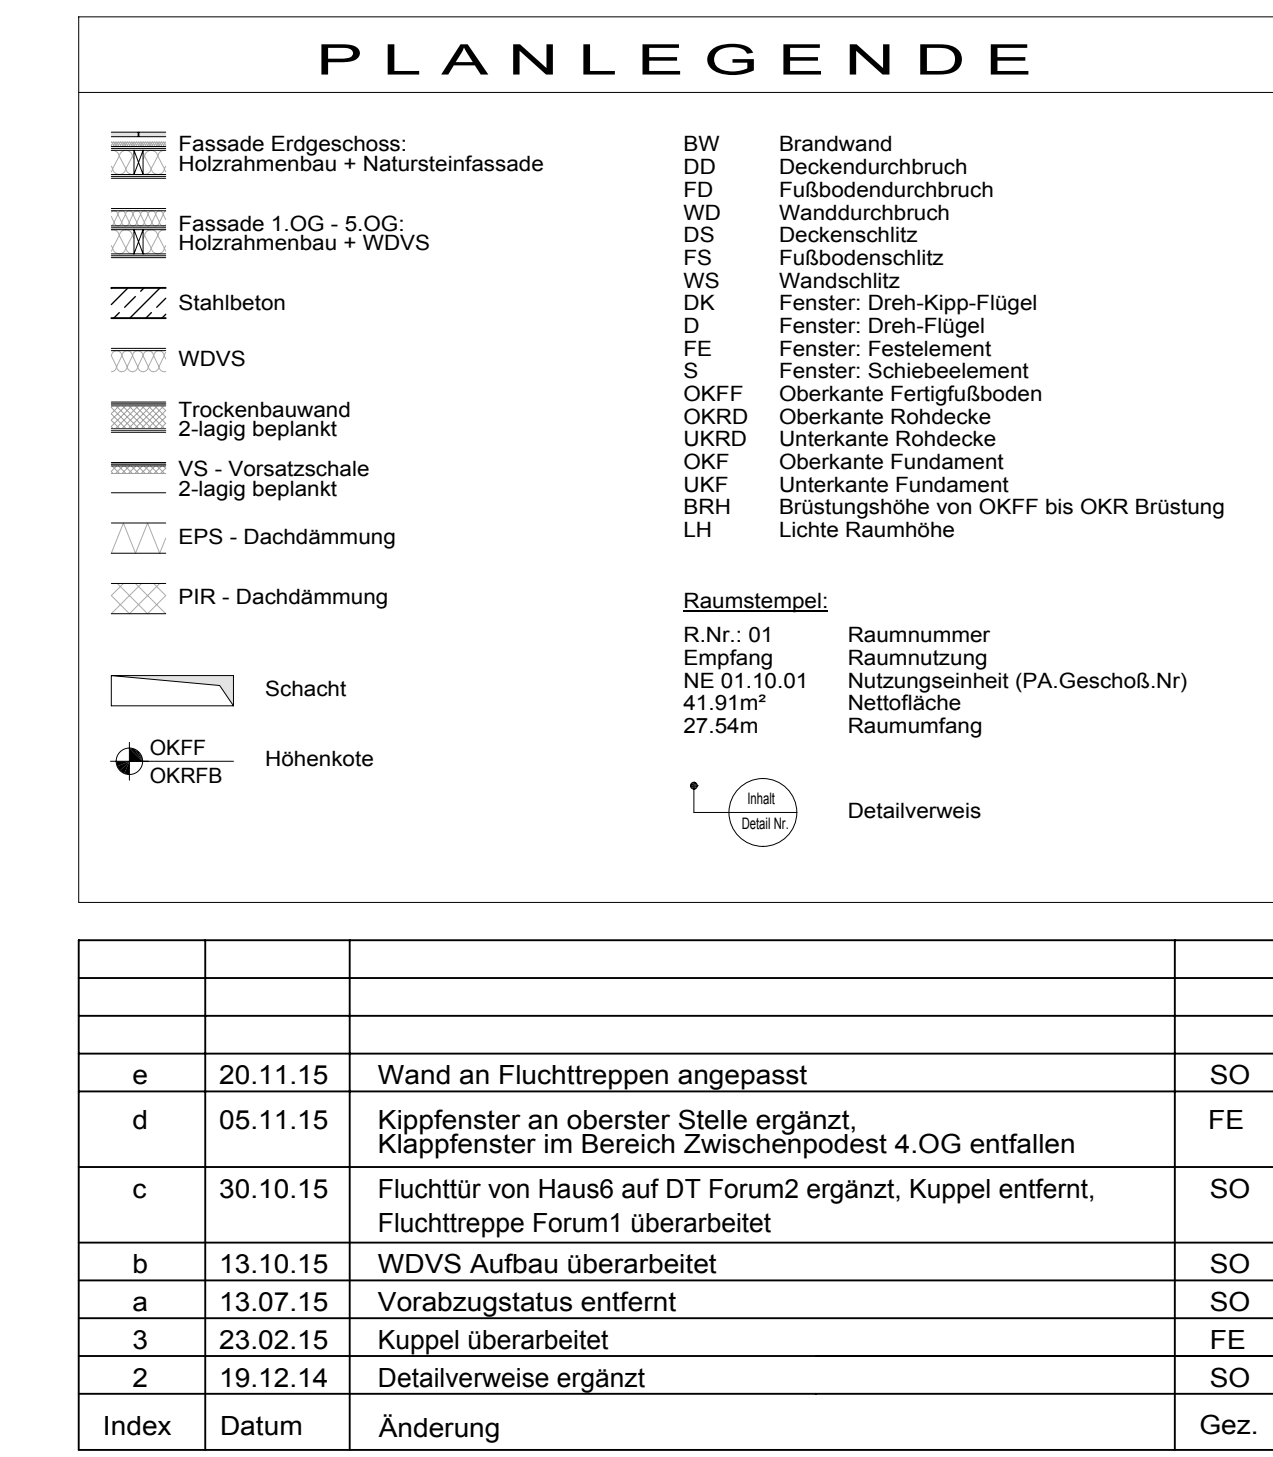 PLANLEGENDE
Fassade Erdgeschoss:
Holzrahmenbau + Natursteinfassade
Fassade 1.OG - 5.OG:
Holzrahmenbau + WDVS
Stahlbeton
WDVS
Trockenbauwand
2-lagig beplankt
VS - Vorsatzschale
2-lagig beplankt
EPS - Dachdämmung
PIR - Dachdämmung
Schacht
OKFF
OKRFB
Höhenkote
BW Brandwand
DD Deckendurchbruch
FD Fußbodendurchbruch
WD Wanddurchbruch
DS Deckenschlitz
FS Fußbodenschlitz
WS Wandschlitz
DK Fenster: Dreh-Kipp-Flügel
D Fenster: Dreh-Flügel
FE Fenster: Festelement
S Fenster: Schiebeelement
OKFF Oberkante Fertigfußboden
OKRD Oberkante Rohdecke
UKRD Unterkante Rohdecke
OKF Oberkante Fundament
UKF Unterkante Fundament
BRH Brüstungshöhe von OKFF bis OKR Brüstung
LH Lichte Raumhöhe
Raumstempel:
R.Nr.: 01 Raumnummer
Empfang Raumnutzung
NE 01.10.01 Nutzungseinheit (PA.Geschoß.Nr)
41.91m² Nettofläche
27.54m Raumumfang
Inhalt
Detail Nr.
Detailverweis
e 20.11.15 Wand an Fluchttreppen angepasst SO
d 05.11.15 Kippfenster an oberster Stelle ergänzt, FE
Klappfenster im Bereich Zwischenpodest 4.OG entfallen
c 30.10.15 Fluchttür von Haus6 auf DT Forum2 ergänzt, Kuppel entfernt, SO
Fluchttreppe Forum1 überarbeitet
b 13.10.15 WDVS Aufbau überarbeitet SO
a 13.07.15 Vorabzugstatus entfernt SO
3 23.02.15 Kuppel überarbeitet FE
2 19.12.14 Detailverweise ergänzt SO
Index Datum Änderung Gez.